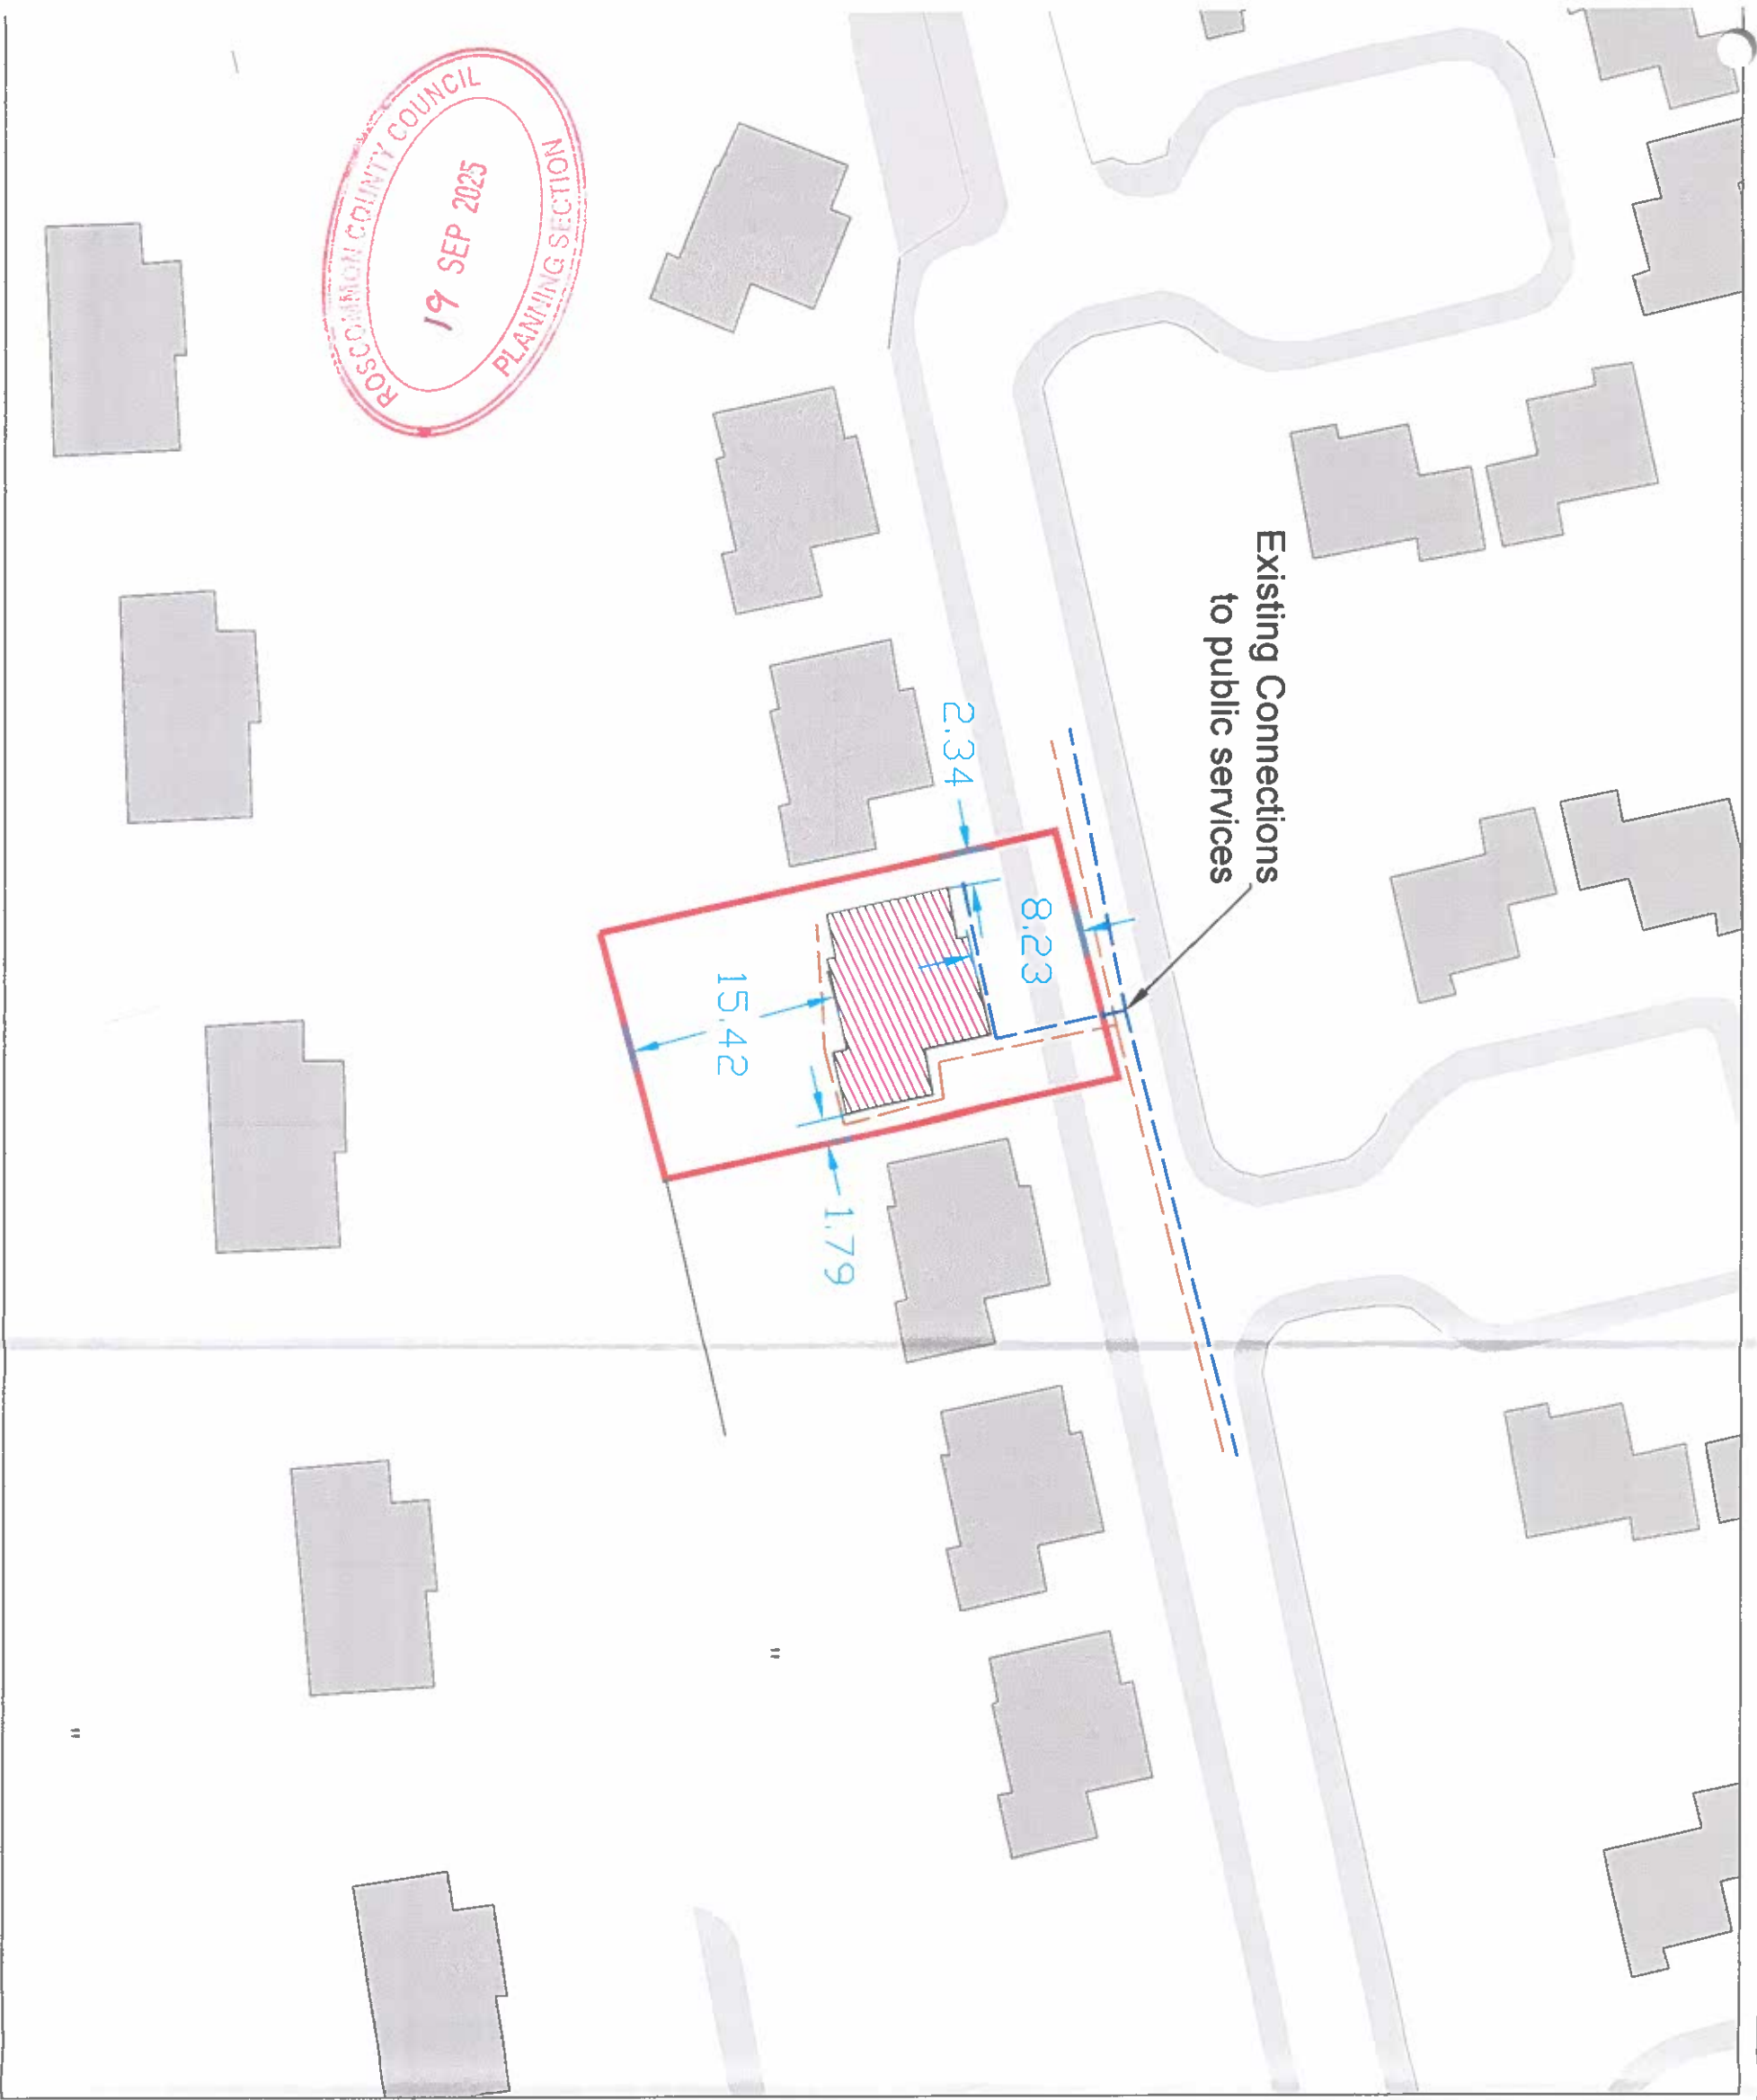 Existing Connections
to public services
2.34
8.23
15.42
1.79
ROSCOMMON COUNTY COUNCIL
19 SEP 2025
PLANNING SECTION
"
"